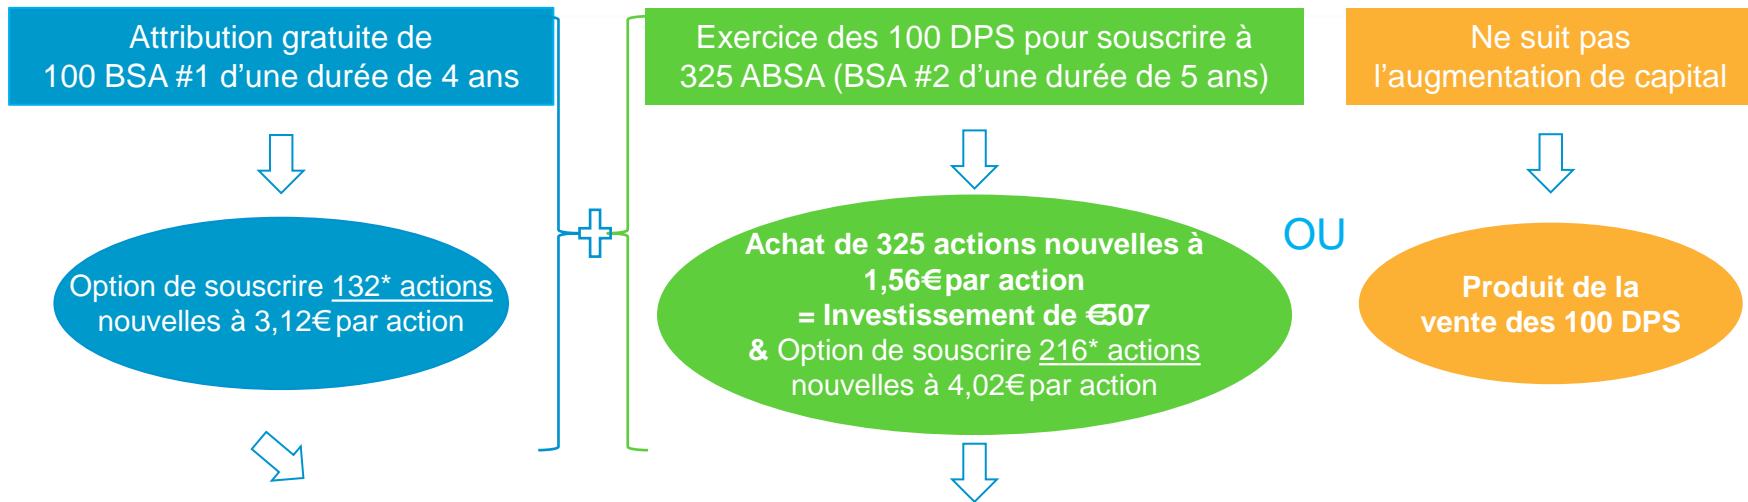 Attribution gratuite de
100 BSA #1 d’une durée de 4 ans
Option de souscrire 132* actions
nouvelles à 3,12€ par action
Exercice des 100 DPS pour souscrire à
325 ABSA (BSA #2 d’une durée de 5 ans)
Achat de 325 actions nouvelles à
1,56€ par action
= Investissement de €507
& Option de souscrire 216* actions
nouvelles à 4,02€ par action
OU
Ne suit pas
l’augmentation de capital
Produit de la
vente des 100 DPS